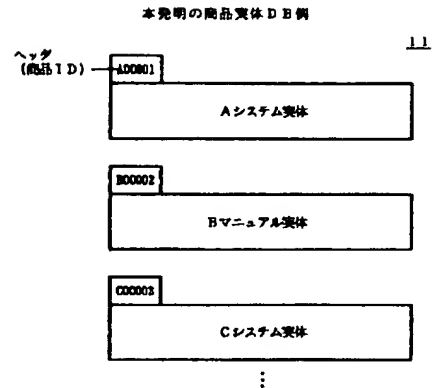 本発明の商品実体DB例
11
ヘッダ
(商品ID)
A00001
Aシステム実体
B00002
Bマニュアル実体
C00003
Cシステム実体
⋮